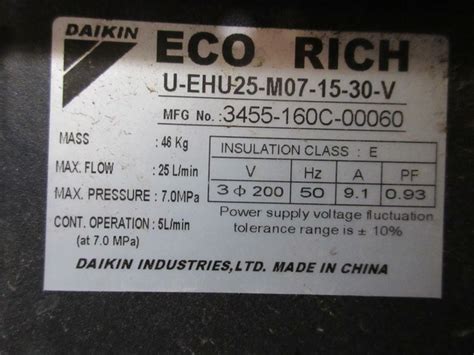 DAIKIN
ECO RICH
U-EHU25-M07-15-30-V
MFG No. :3455-160C-00060
MASS : 46 Kg
MAX. FLOW : 25 L/min
MAX. PRESSURE : 7.0MPa
CONT. OPERATION : 5L/min
(at 7.0 MPa)
INSULATION CLASS : E
V Hz A PF
3 Φ 200 50 9.1 0.93
Power supply voltage fluctuation
tolerance range is ± 10%
DAIKIN INDUSTRIES,LTD. MADE IN CHINA